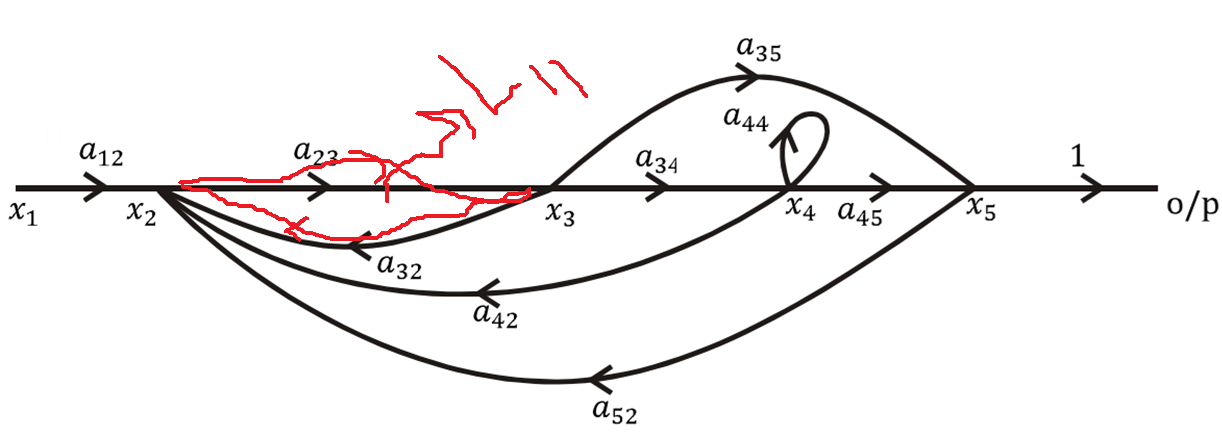 a₃₅
a₄₄
a₁₂ a₂₃ a₃₄ 1
x₁ x₂ x₃ x₄ a₄₅ x₅ o/p
a₃₂
a₄₂
a₅₂